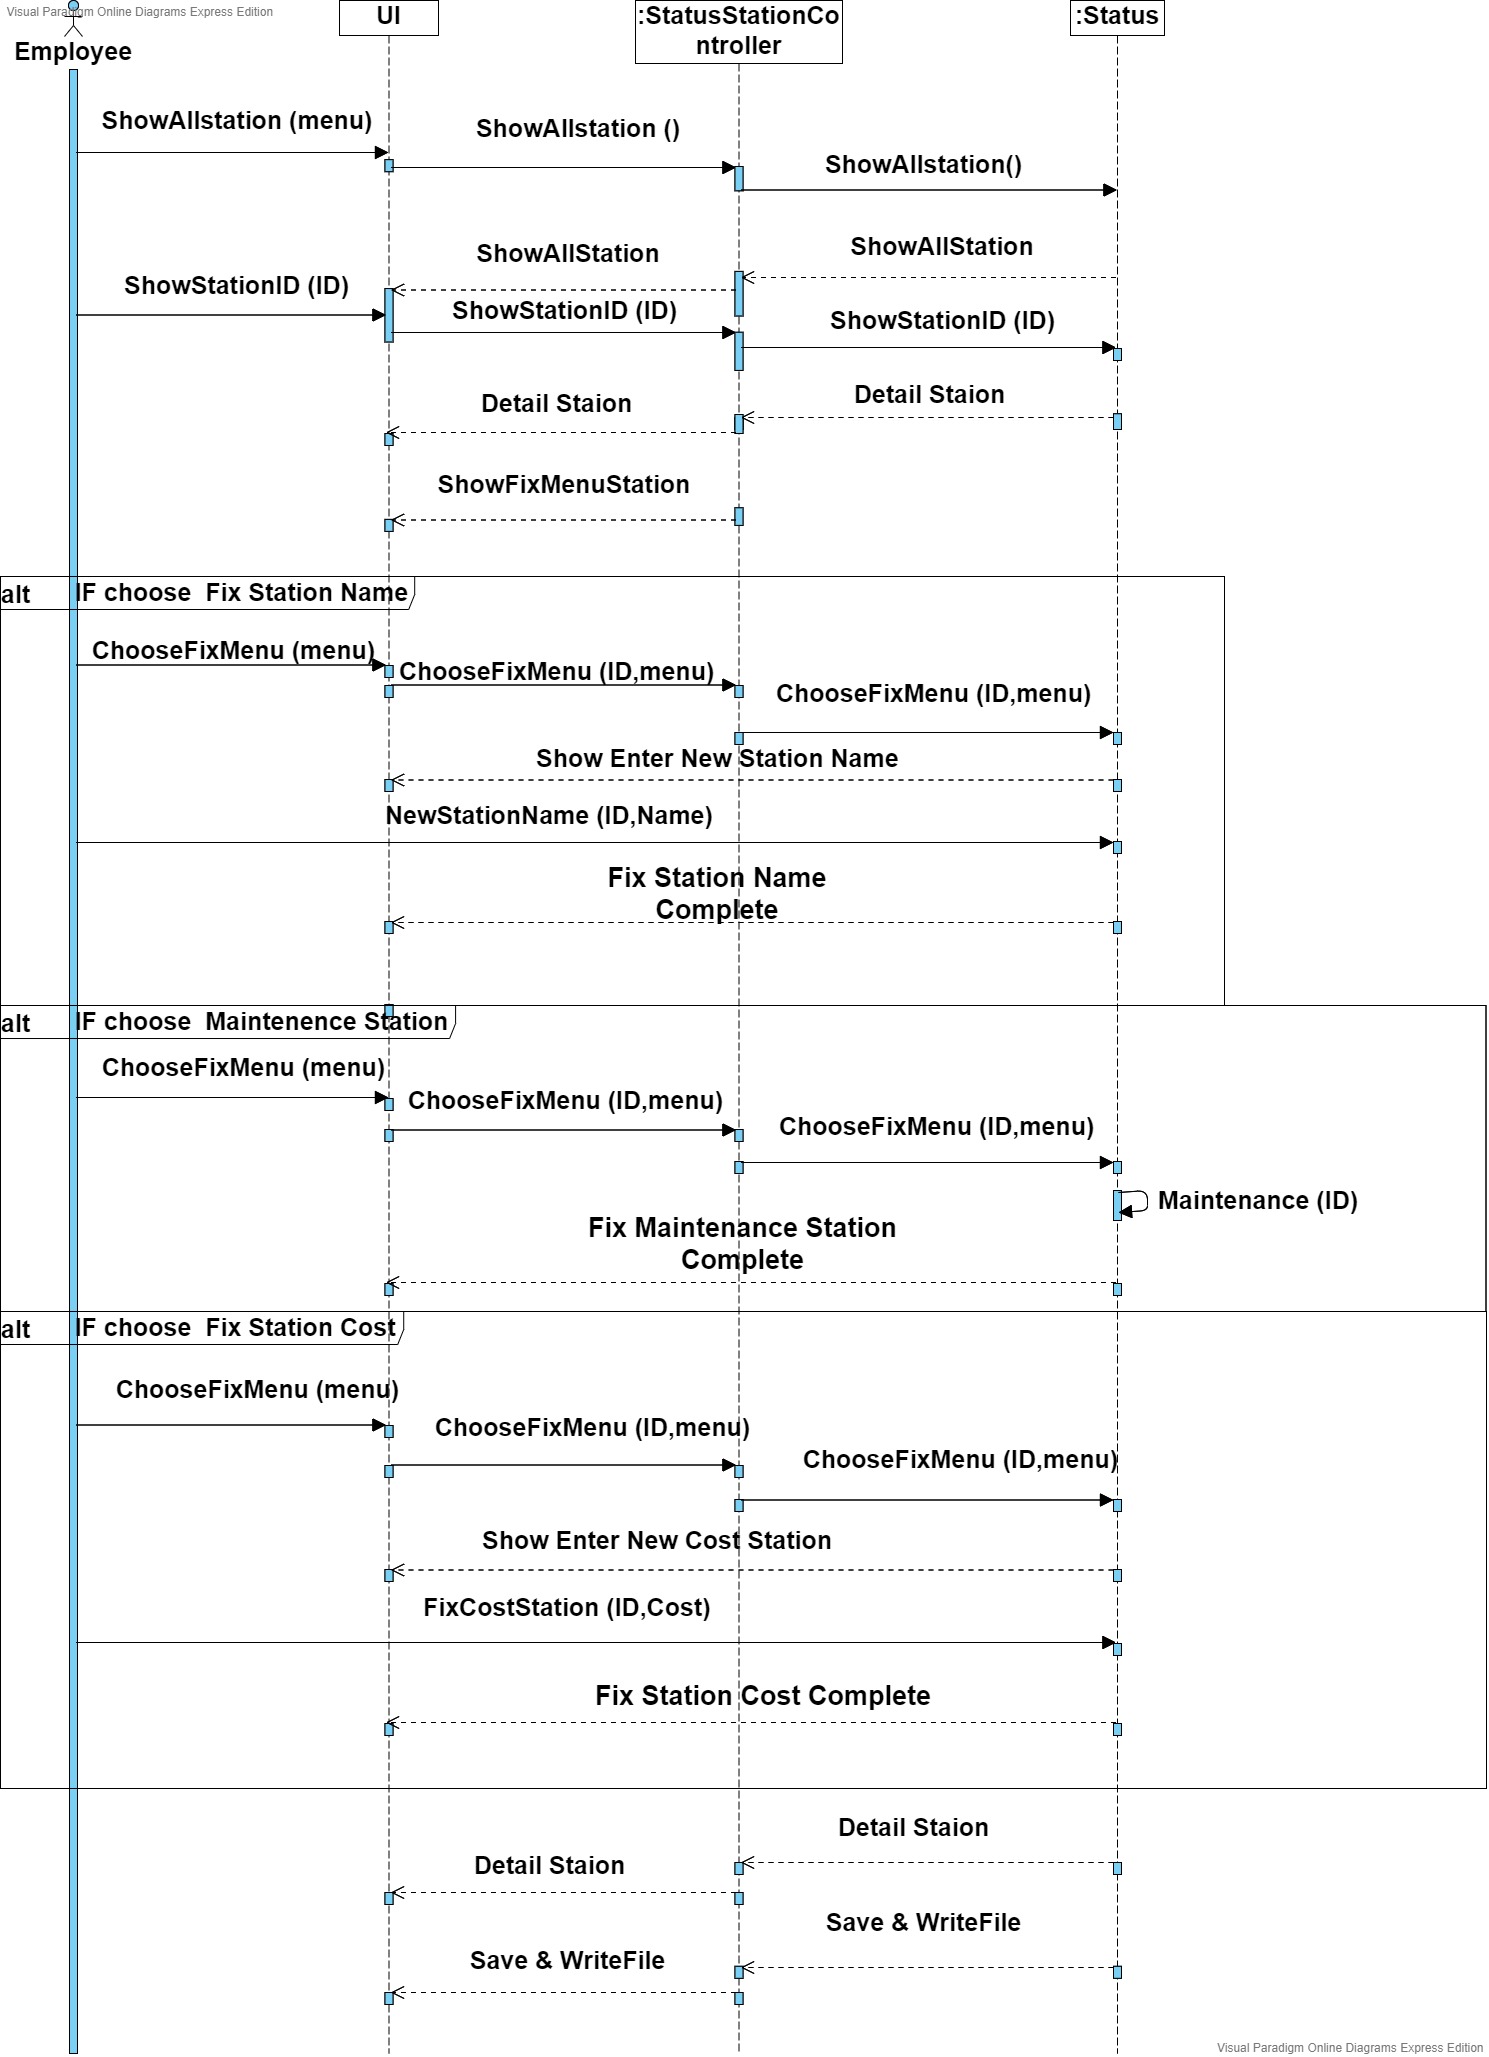 Visual Paradigm Online Diagrams Express Edition
Employee
UI
:StatusStationCo
ntroller
:Status
ShowAllstation (menu)
ShowAllstation ()
ShowAllstation()
ShowAllStation
ShowAllStation
ShowStationID (ID)
ShowStationID (ID)
ShowStationID (ID)
Detail Staion
Detail Staion
ShowFixMenuStation
alt
IF choose  Fix Station Name
ChooseFixMenu (menu)
ChooseFixMenu (ID,menu)
ChooseFixMenu (ID,menu)
Show Enter New Station Name
NewStationName (ID,Name)
Fix Station Name
Complete
alt
IF choose  Maintenence Station
ChooseFixMenu (menu)
ChooseFixMenu (ID,menu)
ChooseFixMenu (ID,menu)
Maintenance (ID)
Fix Maintenance Station
Complete
alt
IF choose  Fix Station Cost
ChooseFixMenu (menu)
ChooseFixMenu (ID,menu)
ChooseFixMenu (ID,menu)
Show Enter New Cost Station
FixCostStation (ID,Cost)
Fix Station Cost Complete
Detail Staion
Detail Staion
Save & WriteFile
Save & WriteFile
Visual Paradigm Online Diagrams Express Edition